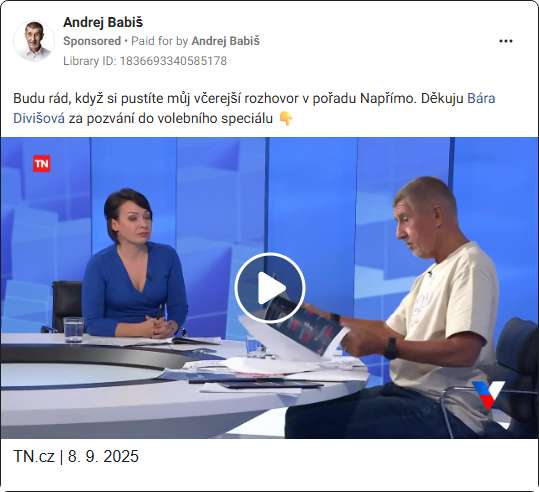 Andrej Babiš
Sponsored • Paid for by Andrej Babiš
Library ID: 1836693340585178
Budu rád, když si pustíte můj včerejší rozhovor v pořadu Napřímo. Děkuju Bára
Divišová za pozvání do volebního speciálu 👇
TN
TN.cz | 8. 9. 2025